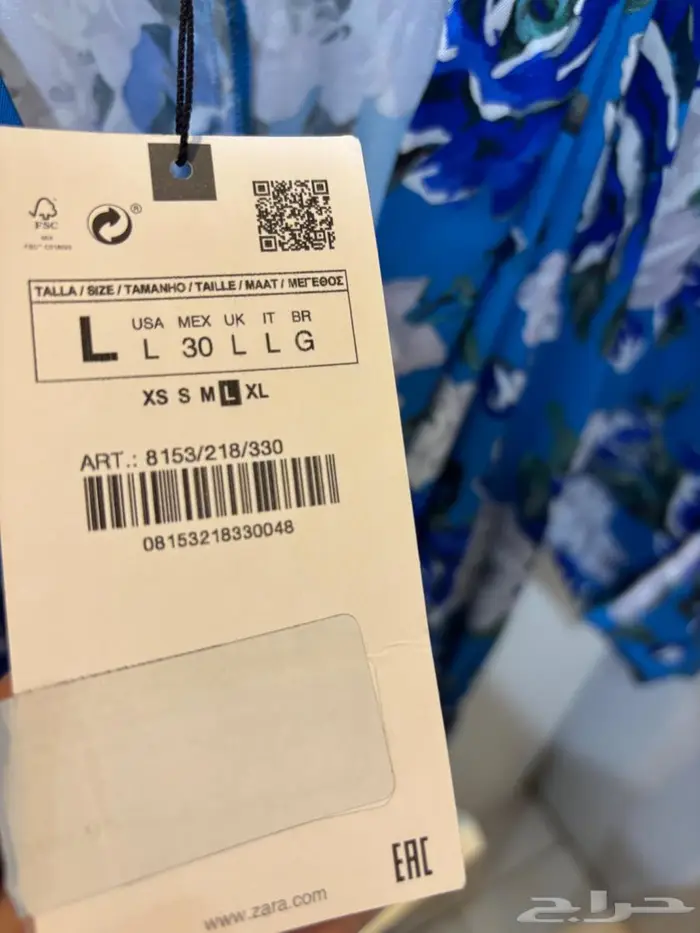 FSC
®
TALLA / SIZE / TAMANHO / TAILLE / MAAT / ΜΕΓΕΘΟΣ
USA MEX UK IT BR
L L 30 L L G
XS S M L XL
ART.: 8153/218/330
08153218330048
EAC
www.zara.com
حراج